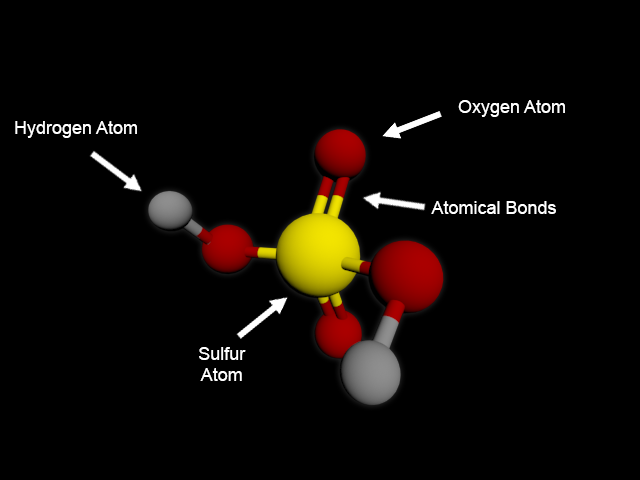 Oxygen Atom
Hydrogen Atom
Atomical Bonds
Sulfur
Atom